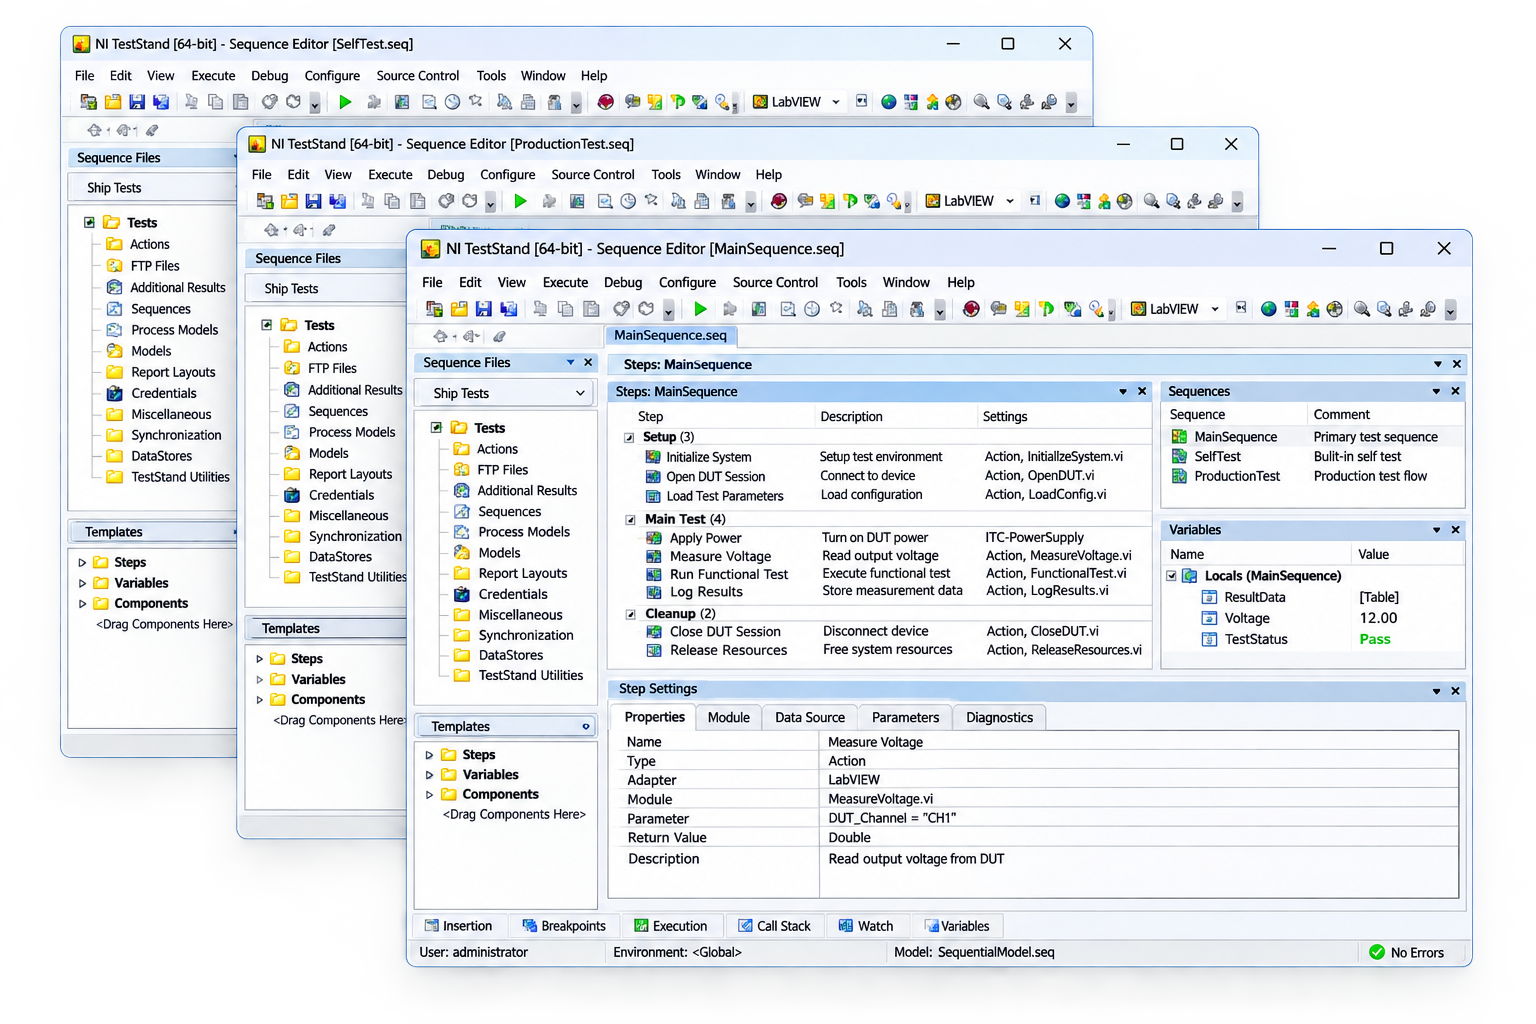 NI TestStand [64-bit] - Sequence Editor [SelfTest.seq]
File Edit View Execute Debug Configure Source Control Tools Window Help
LabVIEW
Sequence Files
Ship Tests
Tests
Actions
FTP Files
Additional Results
Sequences
Process Models
Models
Report Layouts
Credentials
Miscellaneous
Synchronization
DataStores
TestStand Utilities
Templates
Steps
Variables
Components
<Drag Components Here>
NI TestStand [64-bit] - Sequence Editor [ProductionTest.seq]
File Edit View Execute Debug Configure Source Control Tools Window Help
LabVIEW
Sequence Files
Ship Tests
Tests
Actions
FTP Files
Additional Results
Sequences
Process Models
Models
Report Layouts
Credentials
Miscellaneous
Synchronization
DataStores
TestStand Utilities
Templates
Steps
Variables
Components
<Drag Components Here>
NI TestStand [64-bit] - Sequence Editor [MainSequence.seq]
File Edit View Execute Debug Configure Source Control Tools Window Help
LabVIEW
MainSequence.seq
Sequence Files
Ship Tests
Tests
Actions
FTP Files
Additional Results
Sequences
Process Models
Models
Report Layouts
Credentials
Miscellaneous
Synchronization
DataStores
TestStand Utilities
Templates
Steps
Variables
Components
<Drag Components Here>
Steps: MainSequence
Steps: MainSequence
Step Description Settings
Setup (3)
Initialize System Setup test environment Action, InitiallzeSystem.vi
Open DUT Session Connect to device Action, OpenDUT.vi
Load Test Parameters Load configuration Action, LoadConfig.vi
Main Test (4)
Apply Power Turn on DUT power ITC-PowerSupply
Measure Voltage Read output voltage Action, MeasureVoltage.vi
Run Functional Test Execute functional test Action, FunctionalTest.vi
Log Results Store measurement data Action, LogResults.vi
Cleanup (2)
Close DUT Session Disconnect device Action, CloseDUT.vi
Release Resources Free system resources Action, ReleaseResources.vi
Sequences
Sequence Comment
MainSequence Primary test sequence
SelfTest Bulit-in self test
ProductionTest Production test flow
Variables
Name Value
Locals (MainSequence)
ResultData [Table]
Voltage 12.00
TestStatus Pass
Step Settings
Properties Module Data Source Parameters Diagnostics
Name Measure Voltage
Type Action
Adapter LabVIEW
Module MeasureVoltage.vi
Parameter DUT_Channel = "CH1"
Return Value Double
Description Read output voltage from DUT
Insertion Breakpoints Execution Call Stack Watch Variables
User: administrator Environment: <Global> Model: SequentialModel.seq No Errors